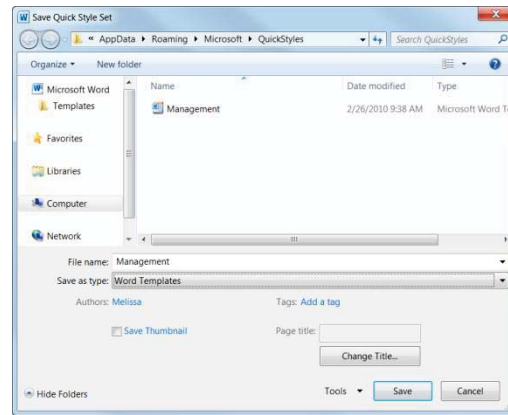 Save Quick Style Set
« AppData ▸ Roaming ▸ Microsoft ▸ QuickStyles
Search QuickStyles
Organize ▾ New folder
Microsoft Word
Templates
Favorites
Libraries
Computer
Network
Name Date modified Type
Management 2/26/2010 9:38 AM Microsoft Word T
File name: Management
Save as type: Word Templates
Authors: Melissa Tags: Add a tag
Save Thumbnail Page title:
Change Title...
Hide Folders Tools ▾ Save Cancel